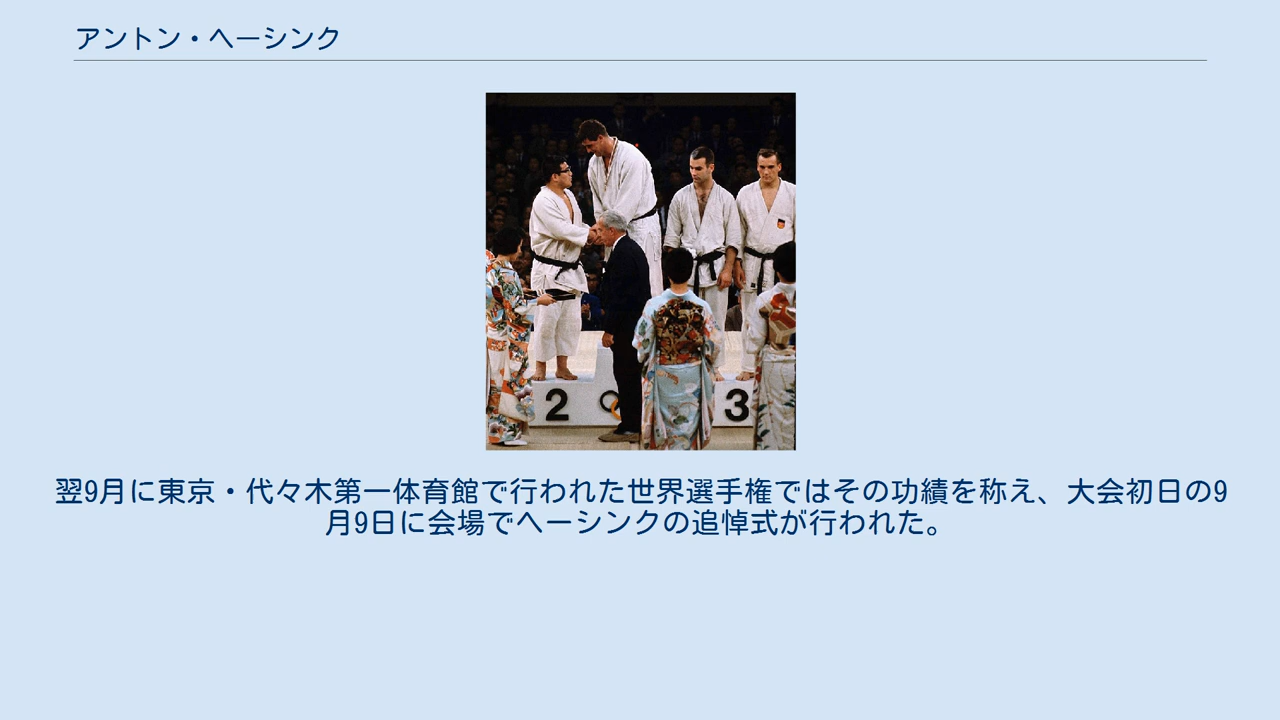 アントン・ヘーシンク
2
3
翌9月に東京・代々木第一体育館で行われた世界選手権ではその功績を称え、大会初日の9
月9日に会場でヘーシンクの追悼式が行われた。